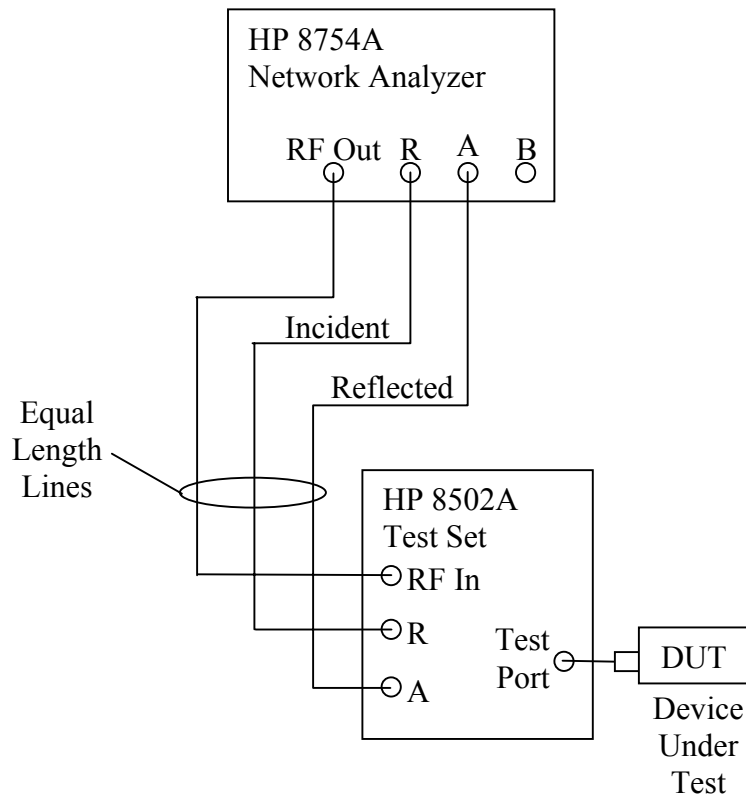 HP 8754A
Network Analyzer
RF Out R A B
Incident
Reflected
Equal
Length
Lines
HP 8502A
Test Set
RF In
R
A
Test
Port
DUT
Device
Under
Test